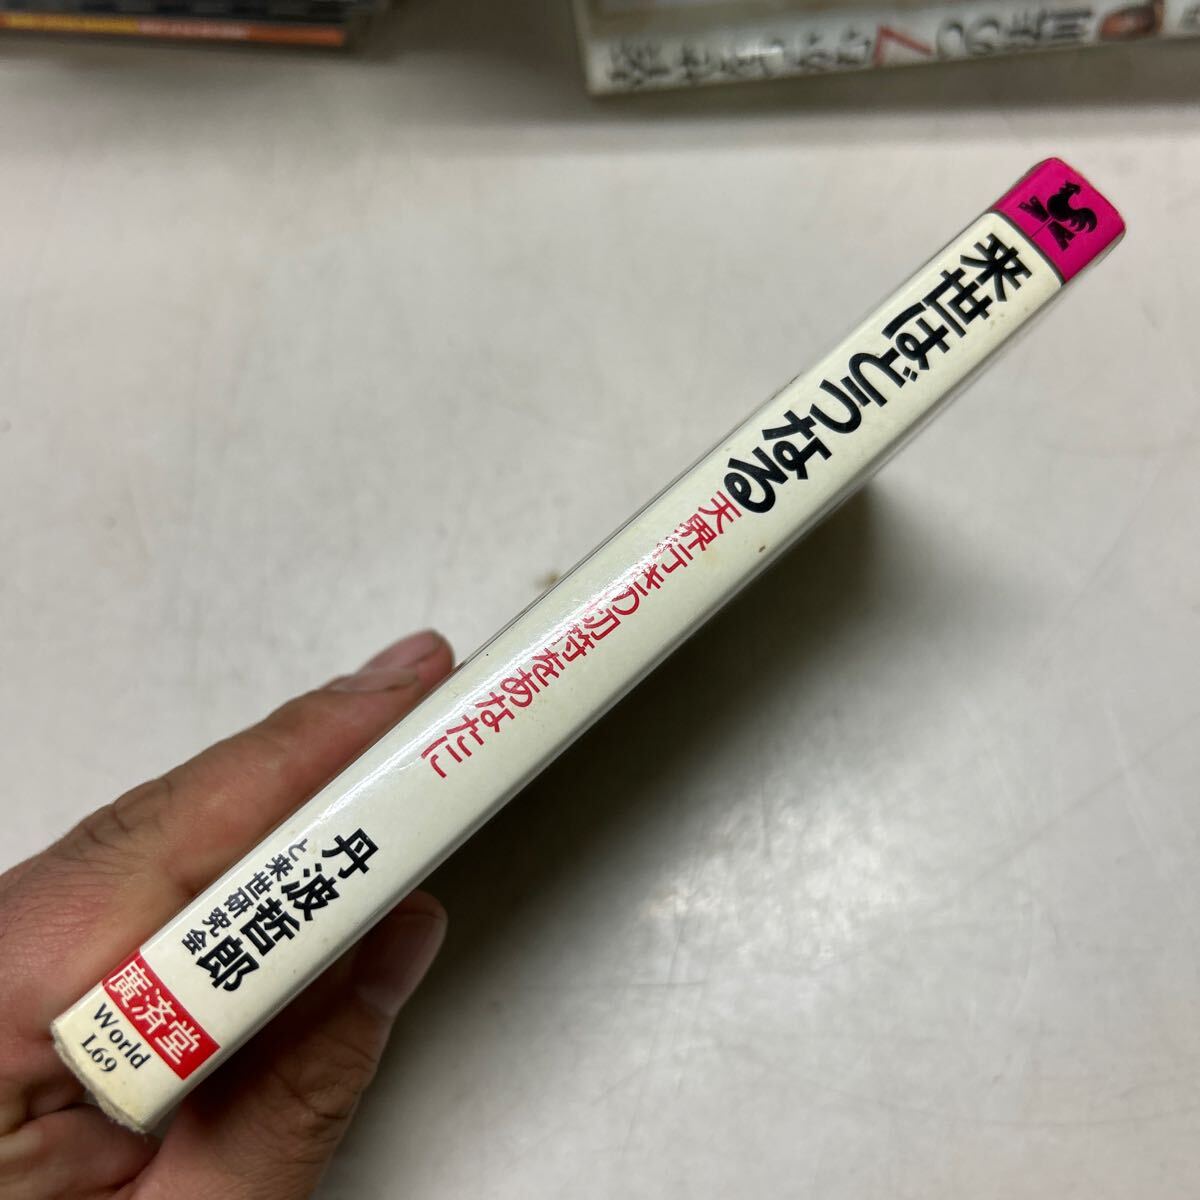 来世はどうなる
天界行きの切符をあなたに
丹波哲郎
と来世研究会
廣済堂
World
L69